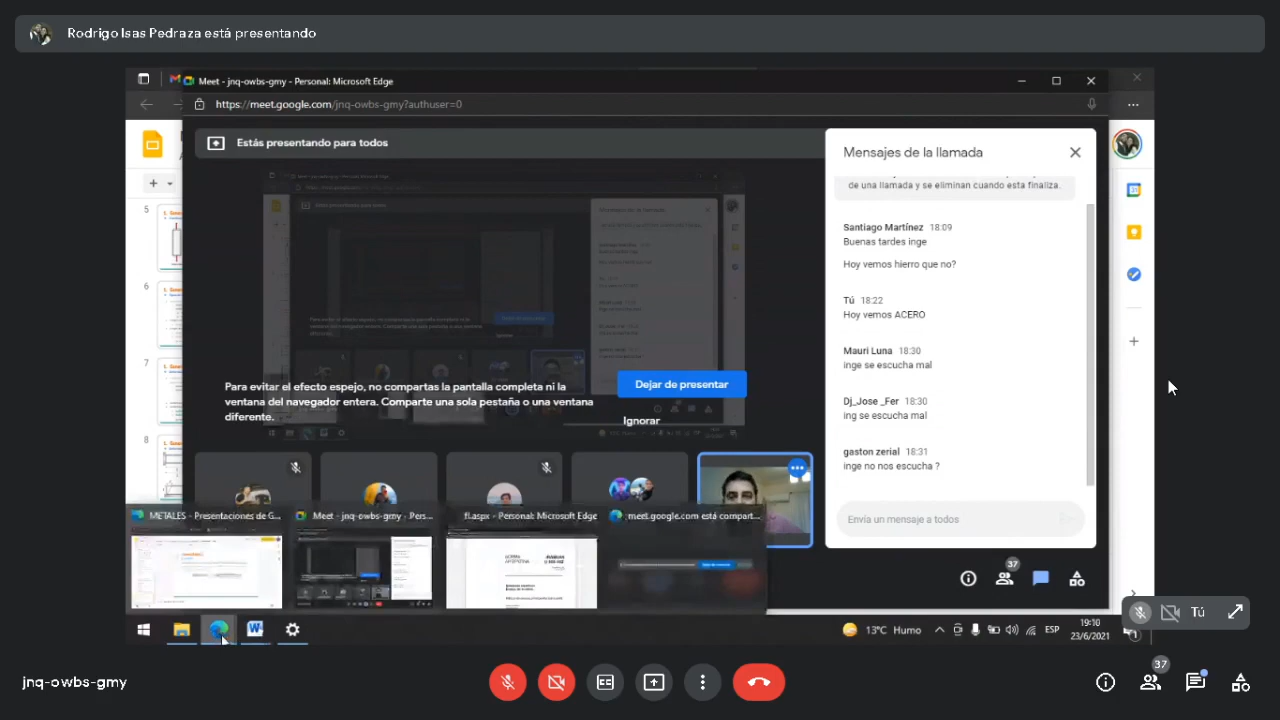 Rodrigo Isas Pedraza está presentando
Meet - jnq-owbs-gmy - Personal: Microsoft Edge
https://meet.google.com/jnq-owbs-gmy?authuser=0
Estás presentando para todos
Mensajes de la llamada
de una llamada y se eliminan cuando esta finaliza.
Santiago Martínez 18:09
Buenas tardes inge
Hoy vemos hierro que no?
Tú 18:22
Hoy vemos ACERO
Mauri Luna 18:30
inge se escucha mal
Dj_Jose _Fer 18:30
ing se escucha mal
gaston zerial 18:31
inge no nos escucha ?
Envía un mensaje a todos
Para evitar el efecto espejo, no compartas la pantalla completa ni la
ventana del navegador entera. Comparte una sola pestaña o una ventana
diferente.
Dejar de presentar
Ignorar
5
6
7
8
METALES - Presentaciones de G...
Meet - jnq-owbs-gmy - Pers...
fl.aspx - Personal: Microsoft Edge
meet.google.com está compart...
37
Tú
13°C Humo
ESP
19:10
23/6/2021
1
jnq-owbs-gmy
37